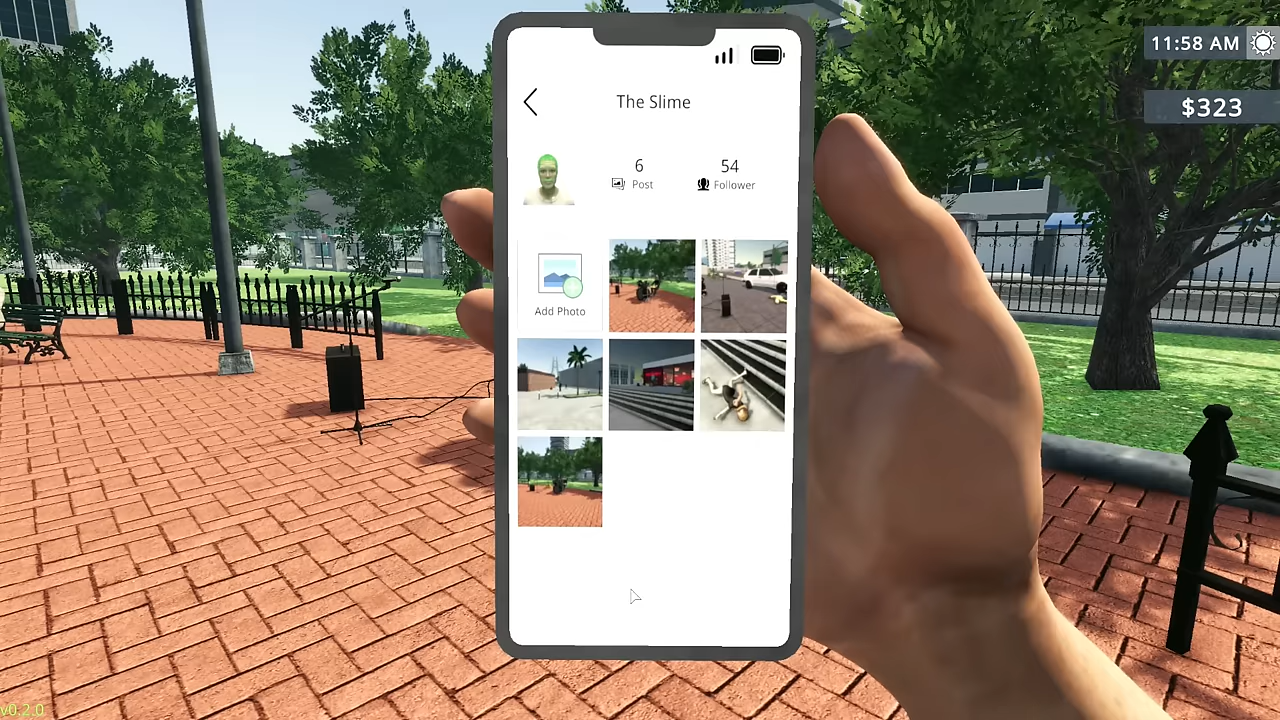 11:58 AM
$323
The Slime
6
Post
54
Follower
Add Photo
v0.2.0